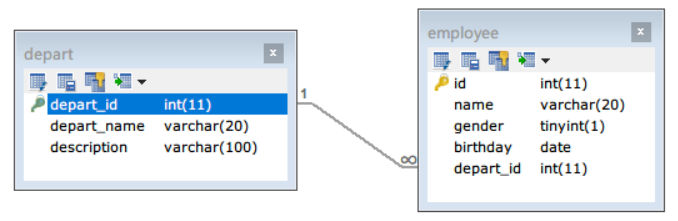 depart x
depart_id int(11)
depart_name varchar(20)
description varchar(100)
1
∞
employee x
id int(11)
name varchar(20)
gender tinyint(1)
birthday date
depart_id int(11)